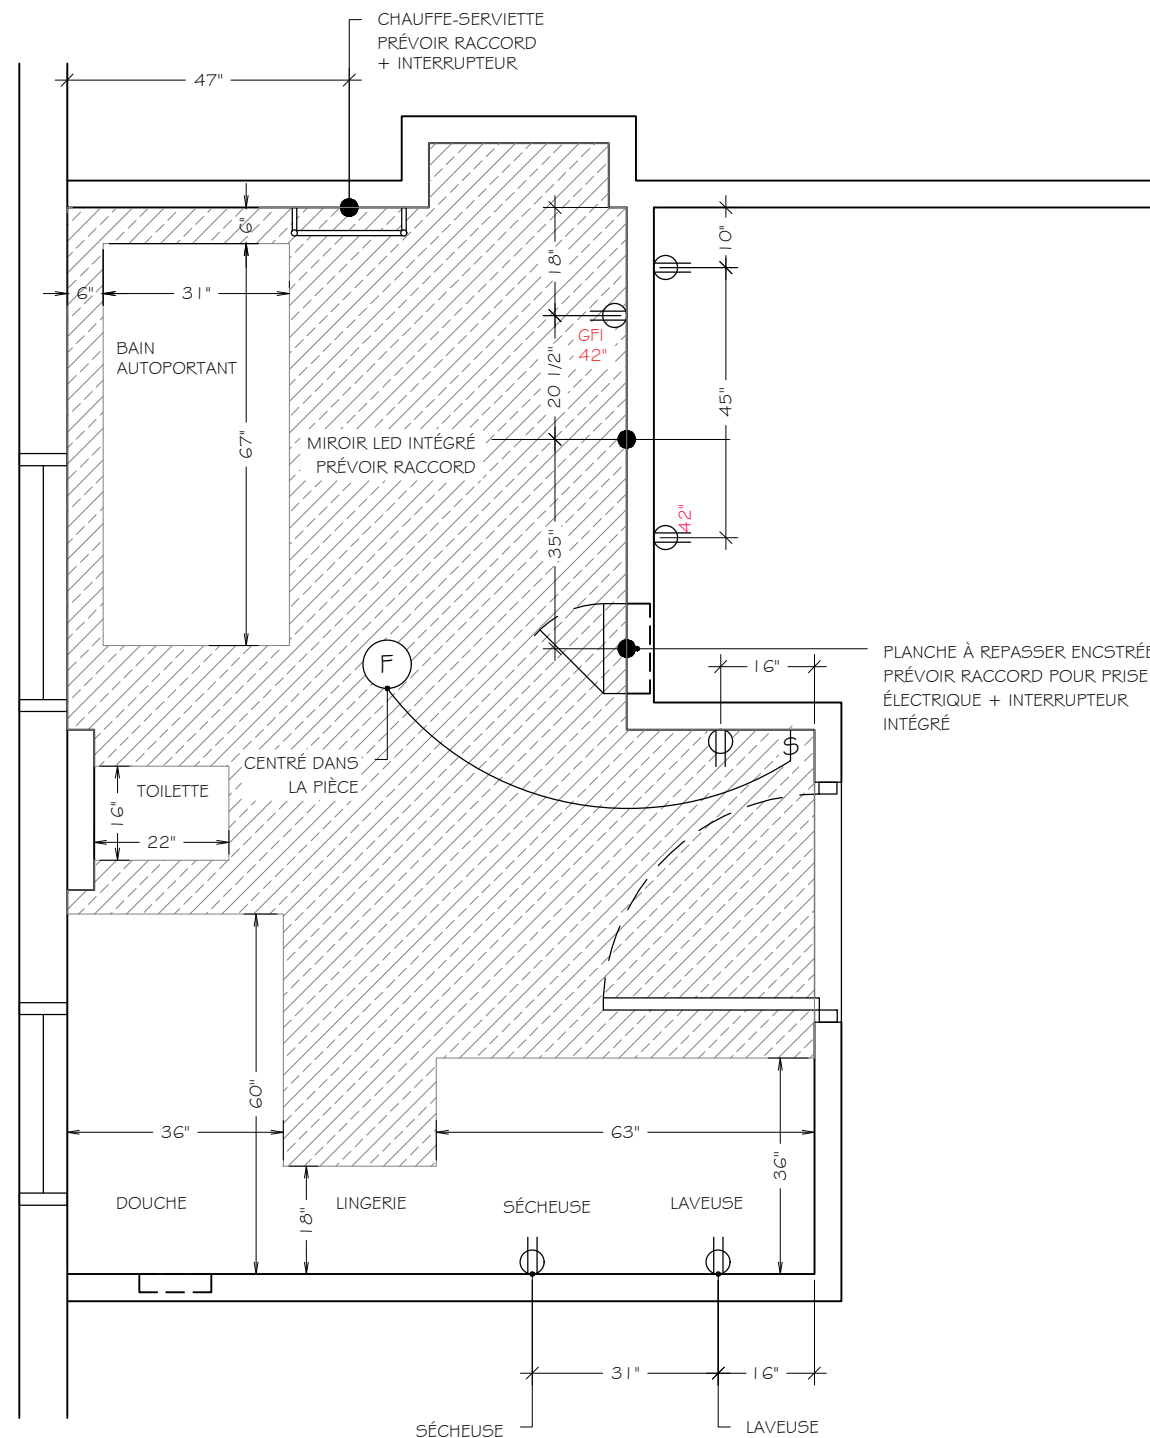 CHAUFFE-SERVIETTE
PRÉVOIR RACCORD
+ INTERRUPTEUR
47"
6"
6"
31"
BAIN
AUTOPORTANT
67"
18"
GFI
42"
20 1/2"
MIROIR LED INTÉGRÉ
PRÉVOIR RACCORD
35"
10"
45"
42"
F
CENTRÉ DANS
LA PIÈCE
16"
S
PLANCHE À REPASSER ENCSTRÉE
PRÉVOIR RACCORD POUR PRISE
ÉLECTRIQUE + INTERRUPTEUR
INTÉGRÉ
TOILETTE
16"
22"
60"
36"
63"
36"
18"
DOUCHE
LINGERIE
SÉCHEUSE
LAVEUSE
31"
16"
SÉCHEUSE
LAVEUSE